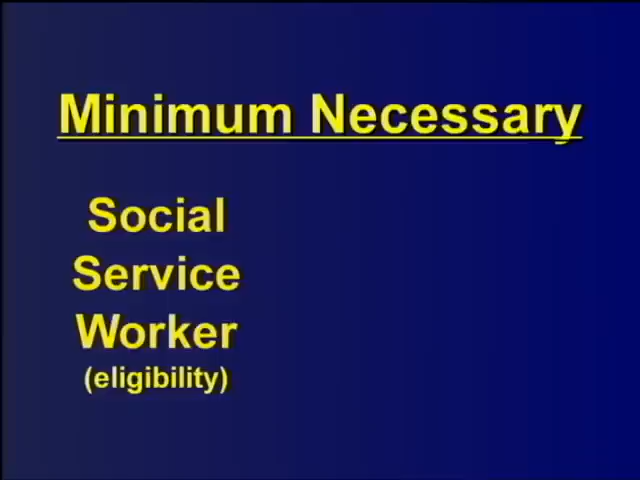 Minimum Necessary
Social
Service
Worker
(eligibility)